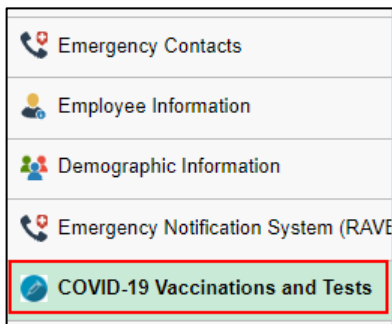 Emergency Contacts
Employee Information
Demographic Information
Emergency Notification System (RAVE
COVID-19 Vaccinations and Tests